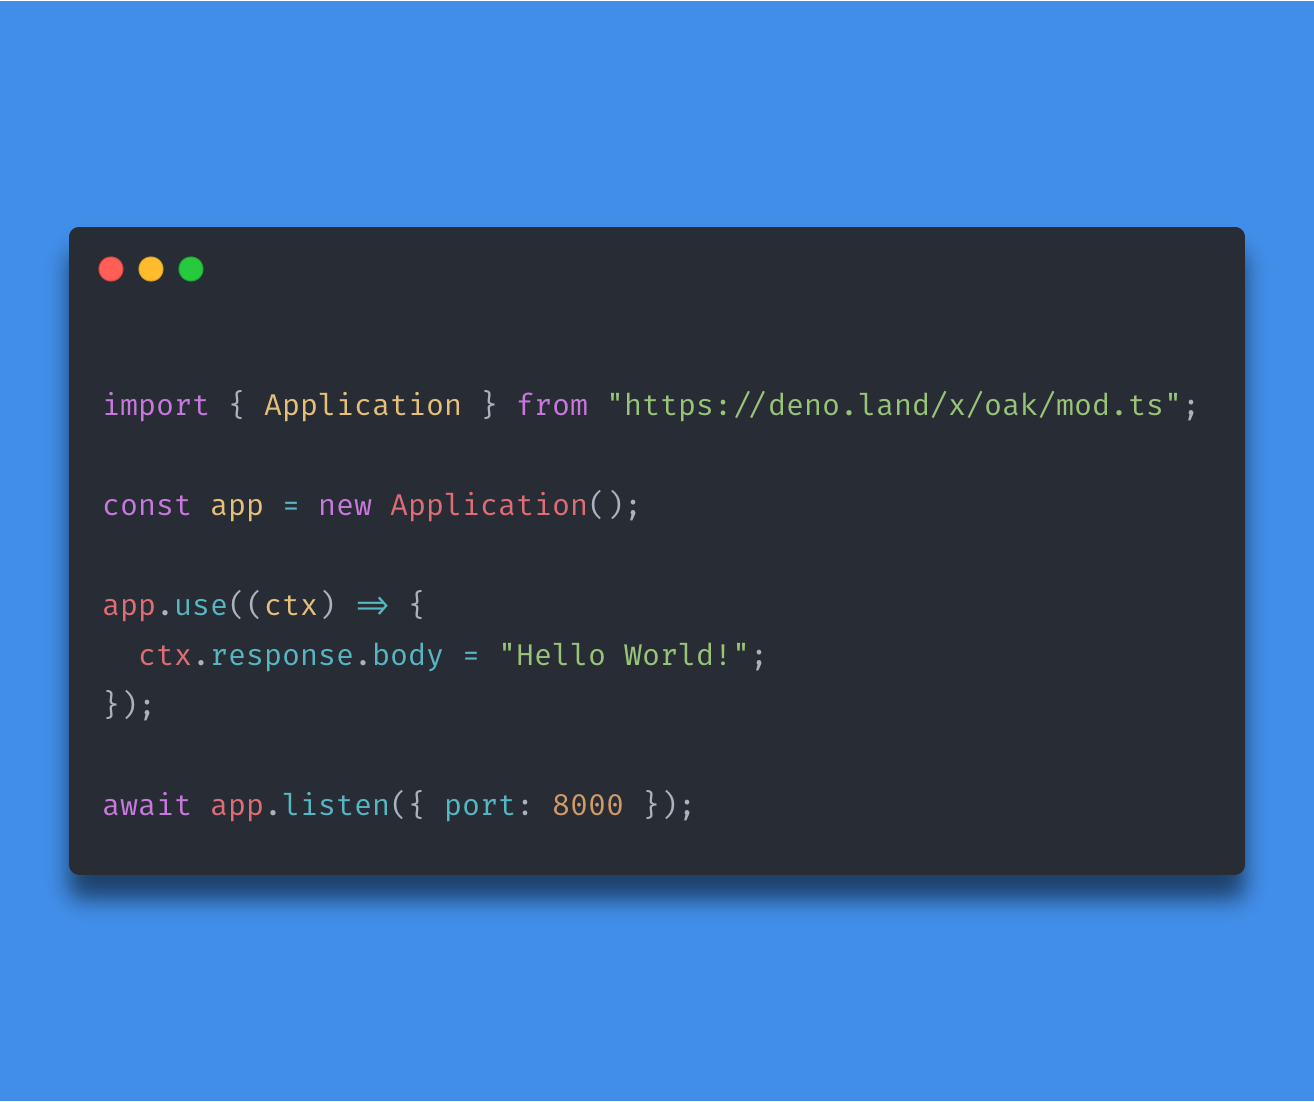 import { Application } from "https://deno.land/x/oak/mod.ts";
const app = new Application();
app.use((ctx) => {
  ctx.response.body = "Hello World!";
});
await app.listen({ port: 8000 });